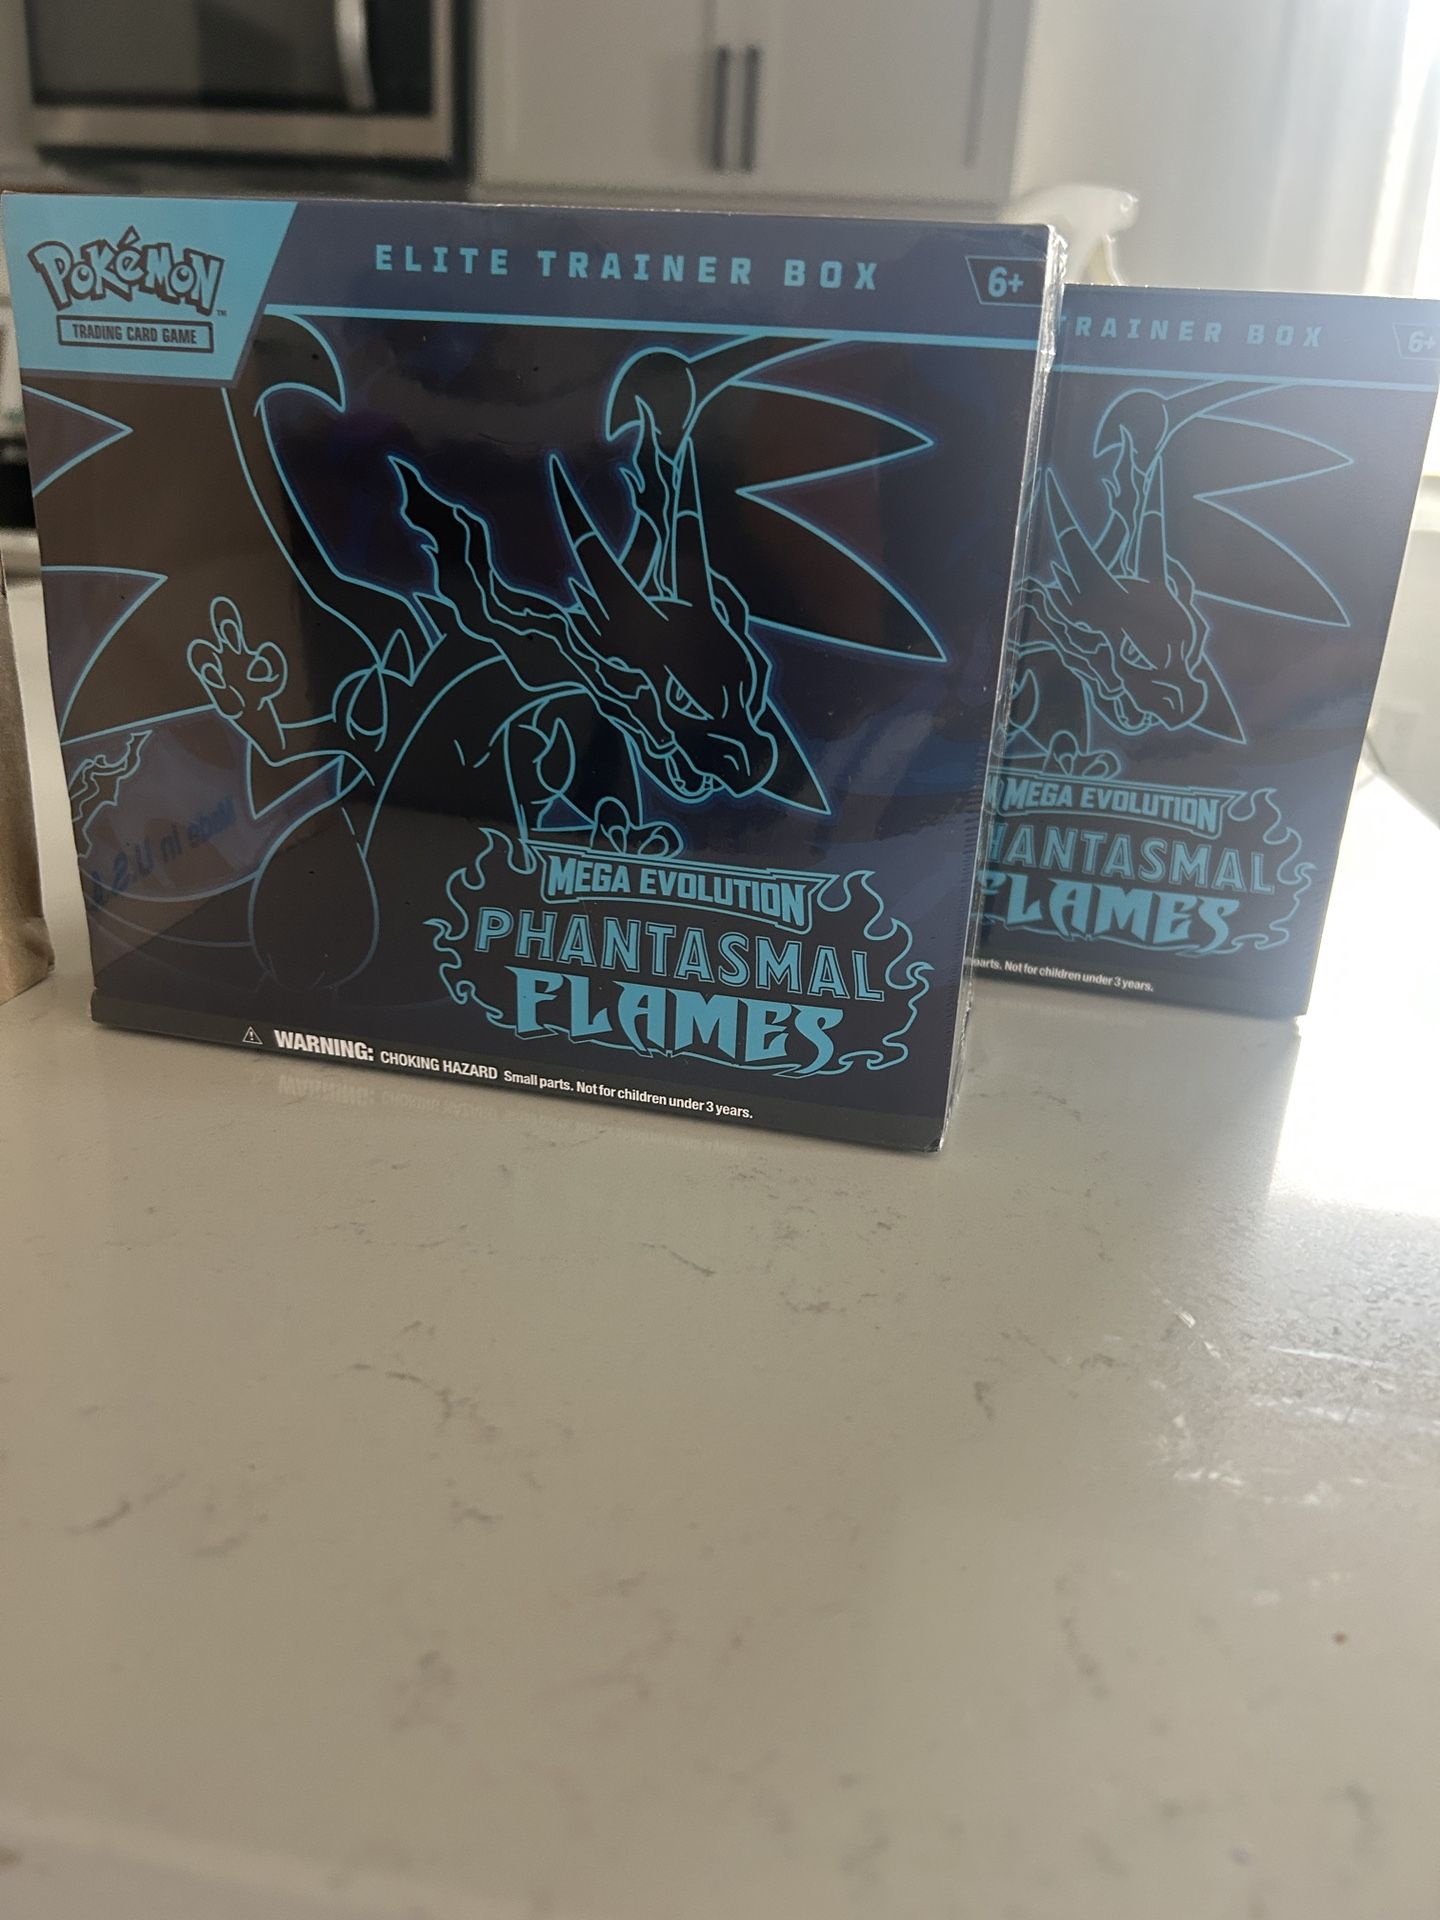 Pokémon
TRADING CARD GAME
ELITE TRAINER BOX
6+
MEGA EVOLUTION
PHANTASMAL
FLAMES
WARNING: CHOKING HAZARD Small parts. Not for children under 3 years.
Made in U.S.A
TRAINER BOX
6+
MEGA EVOLUTION
PHANTASMAL
FLAMES
parts. Not for children under 3 years.